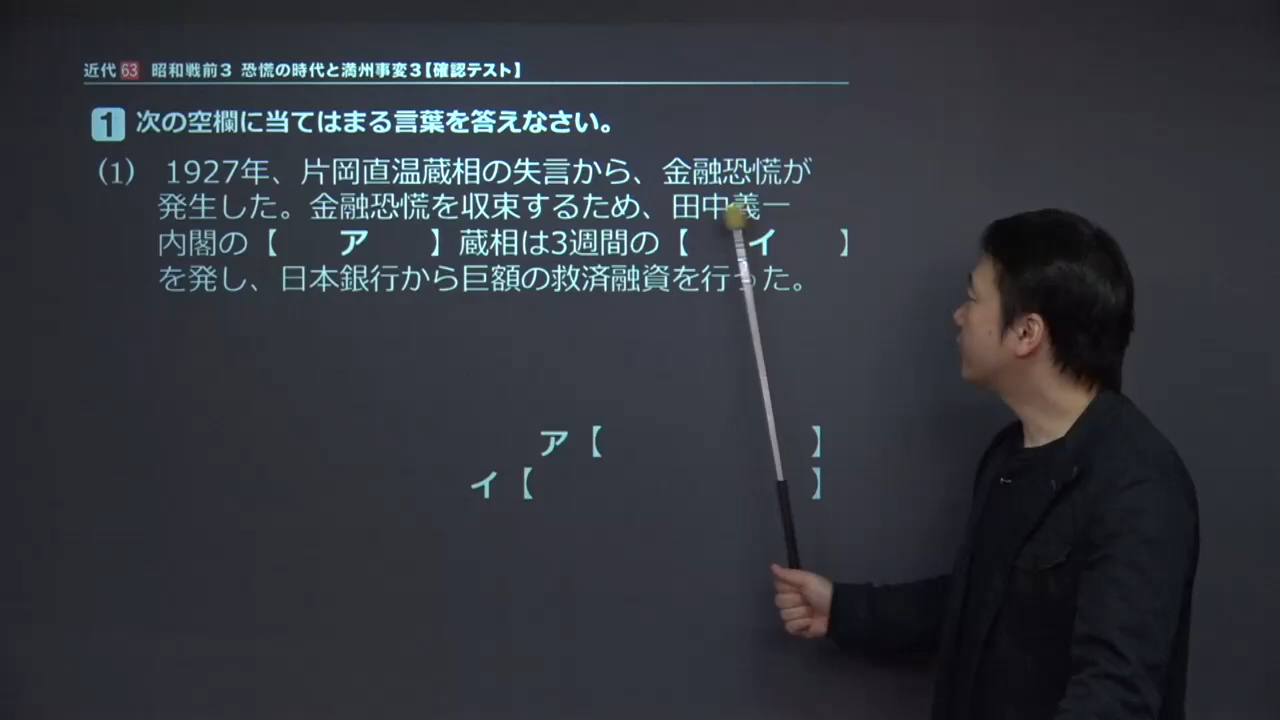 近代 63 昭和戦前3 恐慌の時代と満州事変3【確認テスト】
1 次の空欄に当てはまる言葉を答えなさい。
(1) 1927年、片岡直温蔵相の失言から、金融恐慌が
発生した。金融恐慌を収束するため、田中義一
内閣の【 ア 】蔵相は3週間の【 イ 】
を発し、日本銀行から巨額の救済融資を行った。
ア【 】
イ【 】